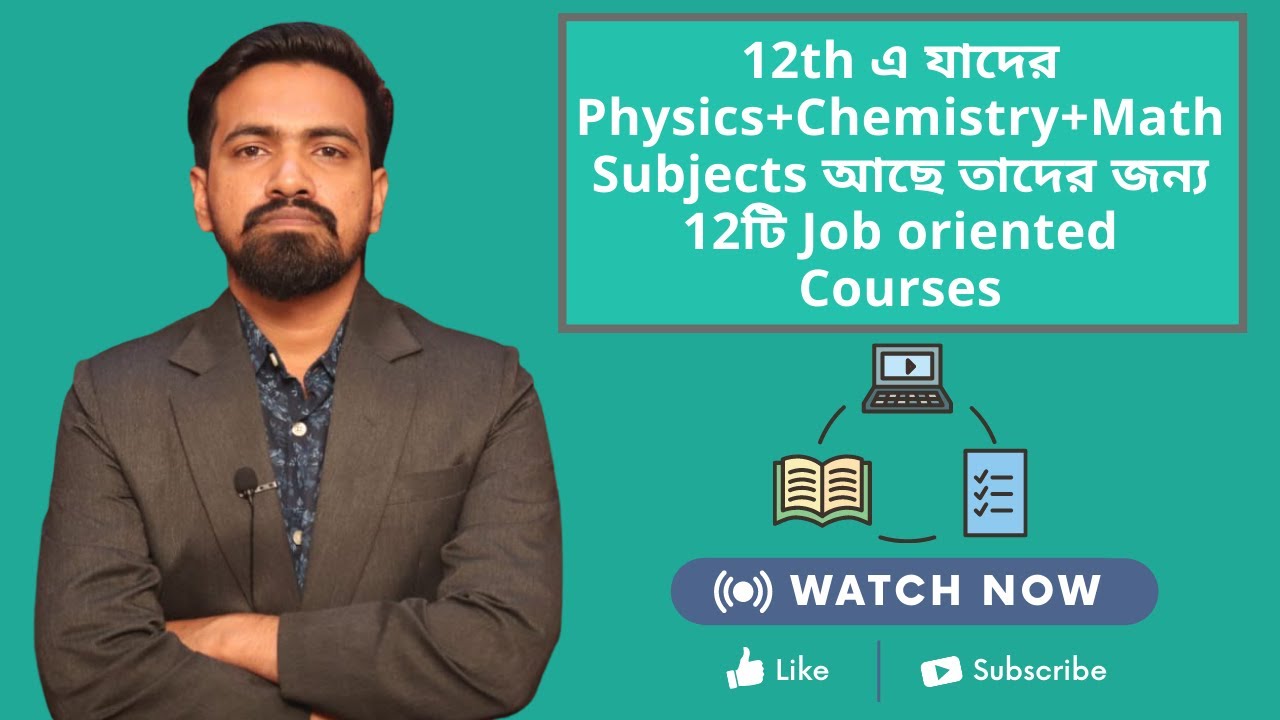 12th এ যাদের
Physics+Chemistry+Math
Subjects আছে তাদের জন্য
12টি Job oriented
Courses
WATCH NOW
Like
Subscribe